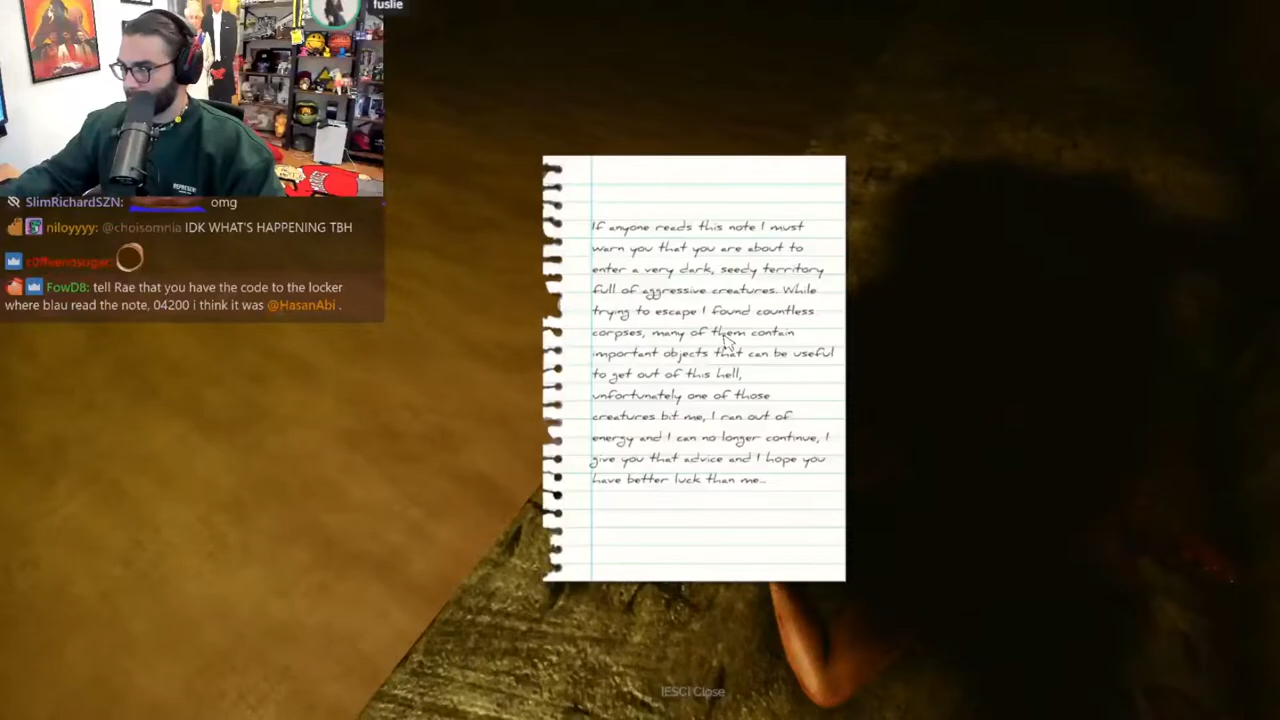 fuslie
SlimRichardSZN: omg
niloyyyy: @choisomnia IDK WHAT'S HAPPENING TBH
c0ffeendsugar:
FowD8: tell Rae that you have the code to the locker
where blau read the note, 04200 i think it was @HasanAbi .
If anyone reads this note I must
warn you that you are about to
enter a very dark, seedy territory
full of aggressive creatures. While
trying to escape I found countless
corpses, many of them contain
important objects that can be useful
to get out of this hell,
unfortunately one of those
creatures bit me, I ran out of
energy and I can no longer continue, I
give you that advice and I hope you
have better luck than me...
[ESC] Close